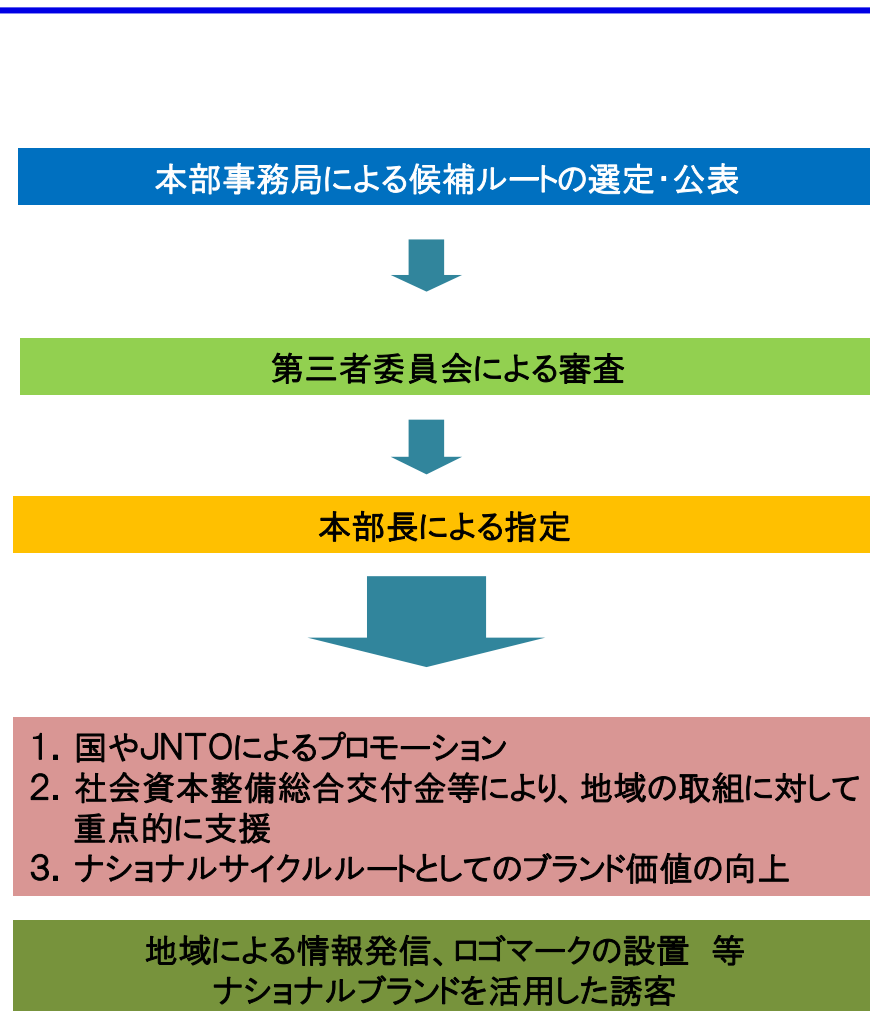 本部事務局による候補ルートの選定・公表
第三者委員会による審査
本部長による指定
1. 国やJNTOによるプロモーション
2. 社会資本整備総合交付金等により、地域の取組に対して
重点的に支援
3. ナショナルサイクルルートとしてのブランド価値の向上
地域による情報発信、ロゴマークの設置　等
ナショナルブランドを活用した誘客